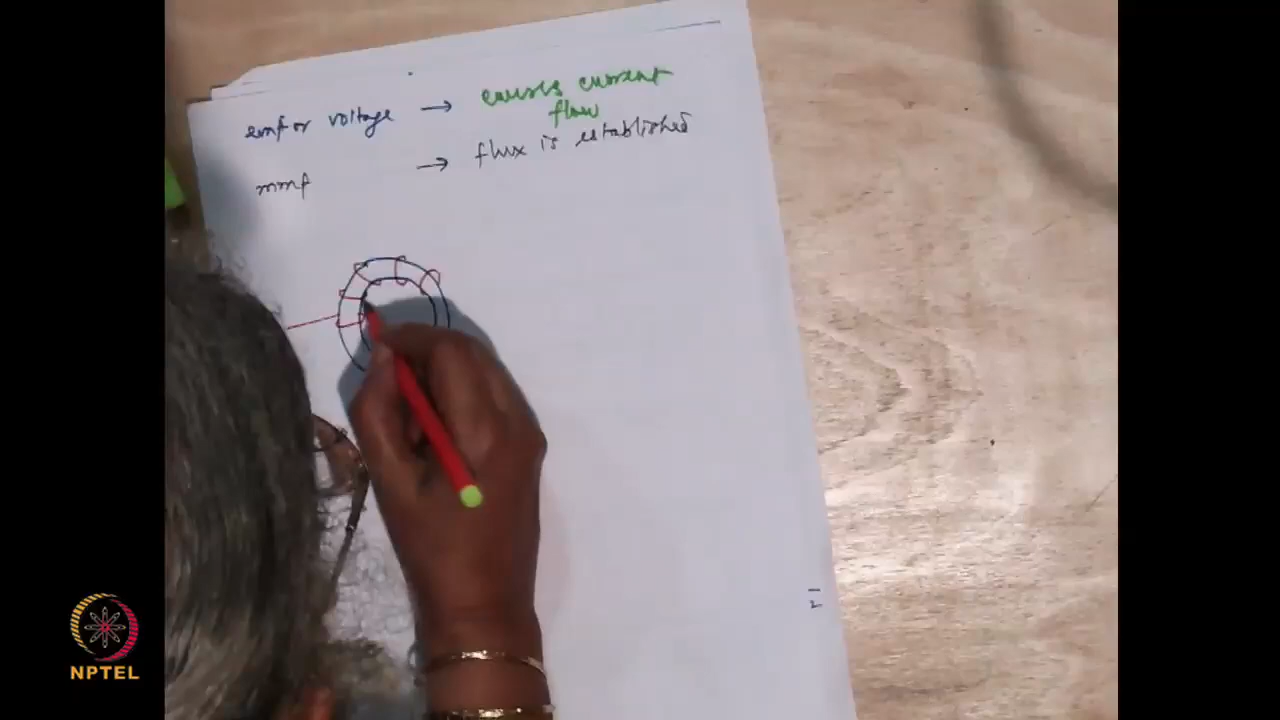 emf or voltage → causes current
flow
mmf → flux is established
NPTEL